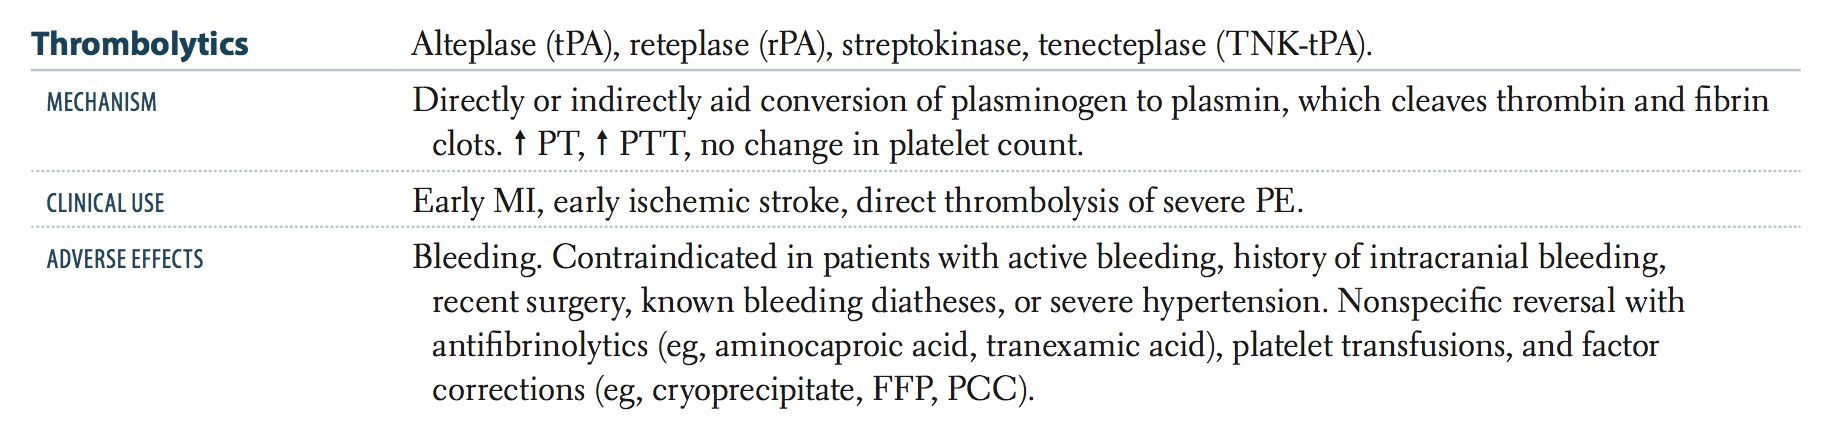 Thrombolytics Alteplase (tPA), reteplase (rPA), streptokinase, tenecteplase (TNK-tPA).
MECHANISM Directly or indirectly aid conversion of plasminogen to plasmin, which cleaves thrombin and fibrin
clots. ↑ PT, ↑ PTT, no change in platelet count.
CLINICAL USE Early MI, early ischemic stroke, direct thrombolysis of severe PE.
ADVERSE EFFECTS Bleeding. Contraindicated in patients with active bleeding, history of intracranial bleeding,
recent surgery, known bleeding diatheses, or severe hypertension. Nonspecific reversal with
antifibrinolytics (eg, aminocaproic acid, tranexamic acid), platelet transfusions, and factor
corrections (eg, cryoprecipitate, FFP, PCC).